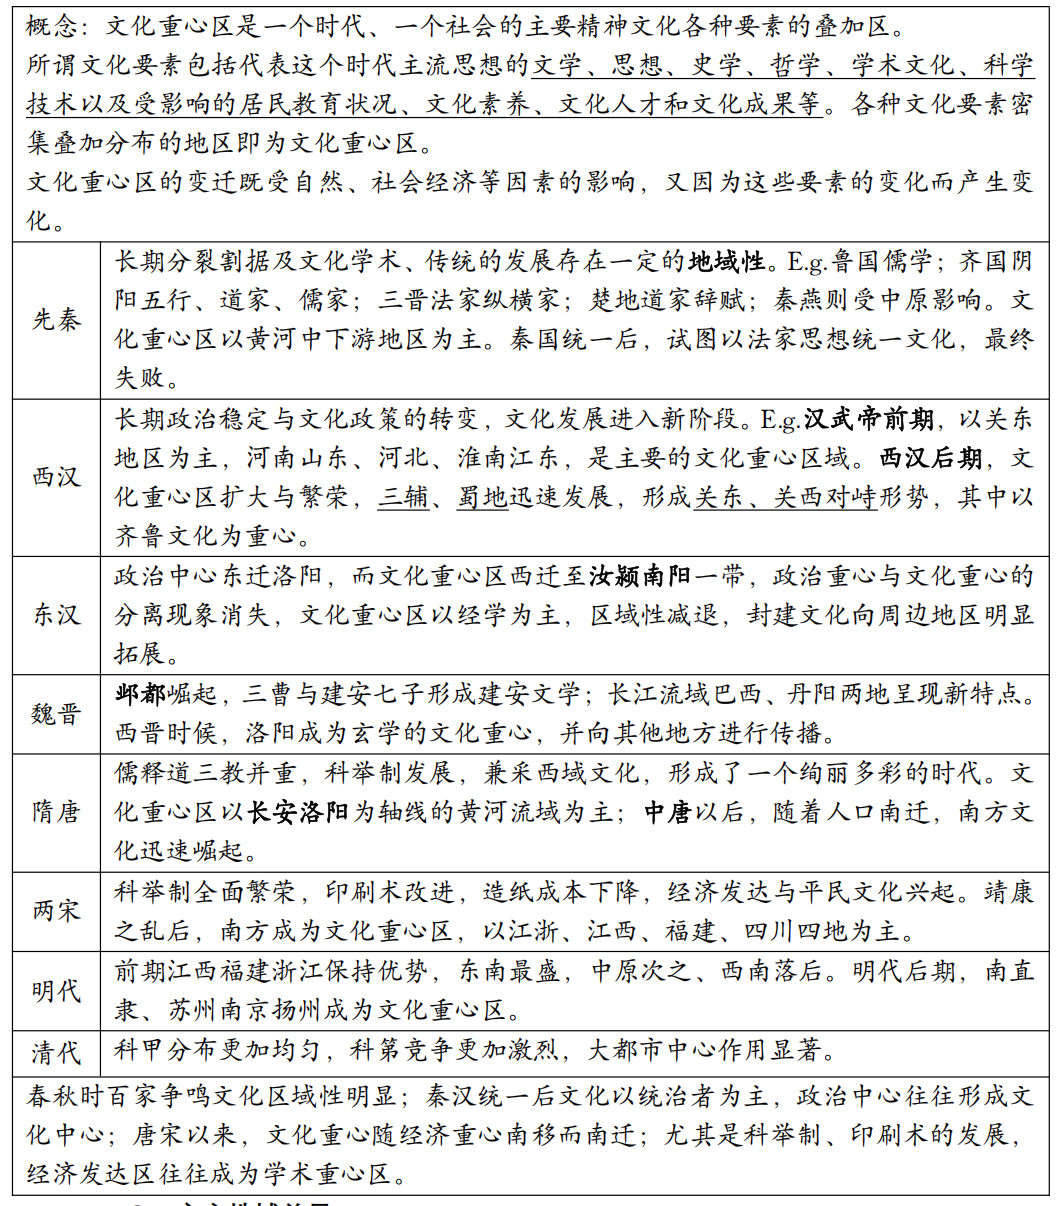 概念：文化重心区是一个时代、一个社会的主要精神文化各种要素的叠加区。
所谓文化要素包括代表这个时代主流思想的文学、思想、史学、哲学、学术文化、科学
技术以及受影响的居民教育状况、文化素养、文化人才和文化成果等。各种文化要素密
集叠加分布的地区即为文化重心区。
文化重心区的变迁既受自然、社会经济等因素的影响，又因为这些要素的变化而产生变
化。
先秦
长期分裂割据及文化学术、传统的发展存在一定的地域性。E.g.鲁国儒学；齐国阴
阳五行、道家、儒家；三晋法家纵横家；楚地道家辞赋；秦燕则受中原影响。文
化重心区以黄河中下游地区为主。秦国统一后，试图以法家思想统一文化，最终
失败。
西汉
长期政治稳定与文化政策的转变，文化发展进入新阶段。E.g.汉武帝前期，以关东
地区为主，河南山东、河北、淮南江东，是主要的文化重心区域。西汉后期，文
化重心区扩大与繁荣，三辅、蜀地迅速发展，形成关东、关西对峙形势，其中以
齐鲁文化为重心。
东汉
政治中心东迁洛阳，而文化重心区西迁至汝颍南阳一带，政治重心与文化重心的
分离现象消失，文化重心区以经学为主，区域性减退，封建文化向周边地区明显
拓展。
魏晋
邺都崛起，三曹与建安七子形成建安文学；长江流域巴西、丹阳两地呈现新特点。
西晋时候，洛阳成为玄学的文化重心，并向其他地方进行传播。
隋唐
儒释道三教并重，科举制发展，兼采西域文化，形成了一个绚丽多彩的时代。文
化重心区以长安洛阳为轴线的黄河流域为主；中唐以后，随着人口南迁，南方文
化迅速崛起。
两宋
科举制全面繁荣，印刷术改进，造纸成本下降，经济发达与平民文化兴起。靖康
之乱后，南方成为文化重心区，以江浙、江西、福建、四川四地为主。
明代
前期江西福建浙江保持优势，东南最盛，中原次之、西南落后。明代后期，南直
隶、苏州南京扬州成为文化重心区。
清代
科甲分布更加均匀，科第竞争更加激烈，大都市中心作用显著。
春秋时百家争鸣文化区域性明显；秦汉统一后文化以统治者为主，政治中心往往形成文
化中心；唐宋以来，文化重心随经济重心南移而南迁；尤其是科举制、印刷术的发展，
经济发达区往往成为学术重心区。